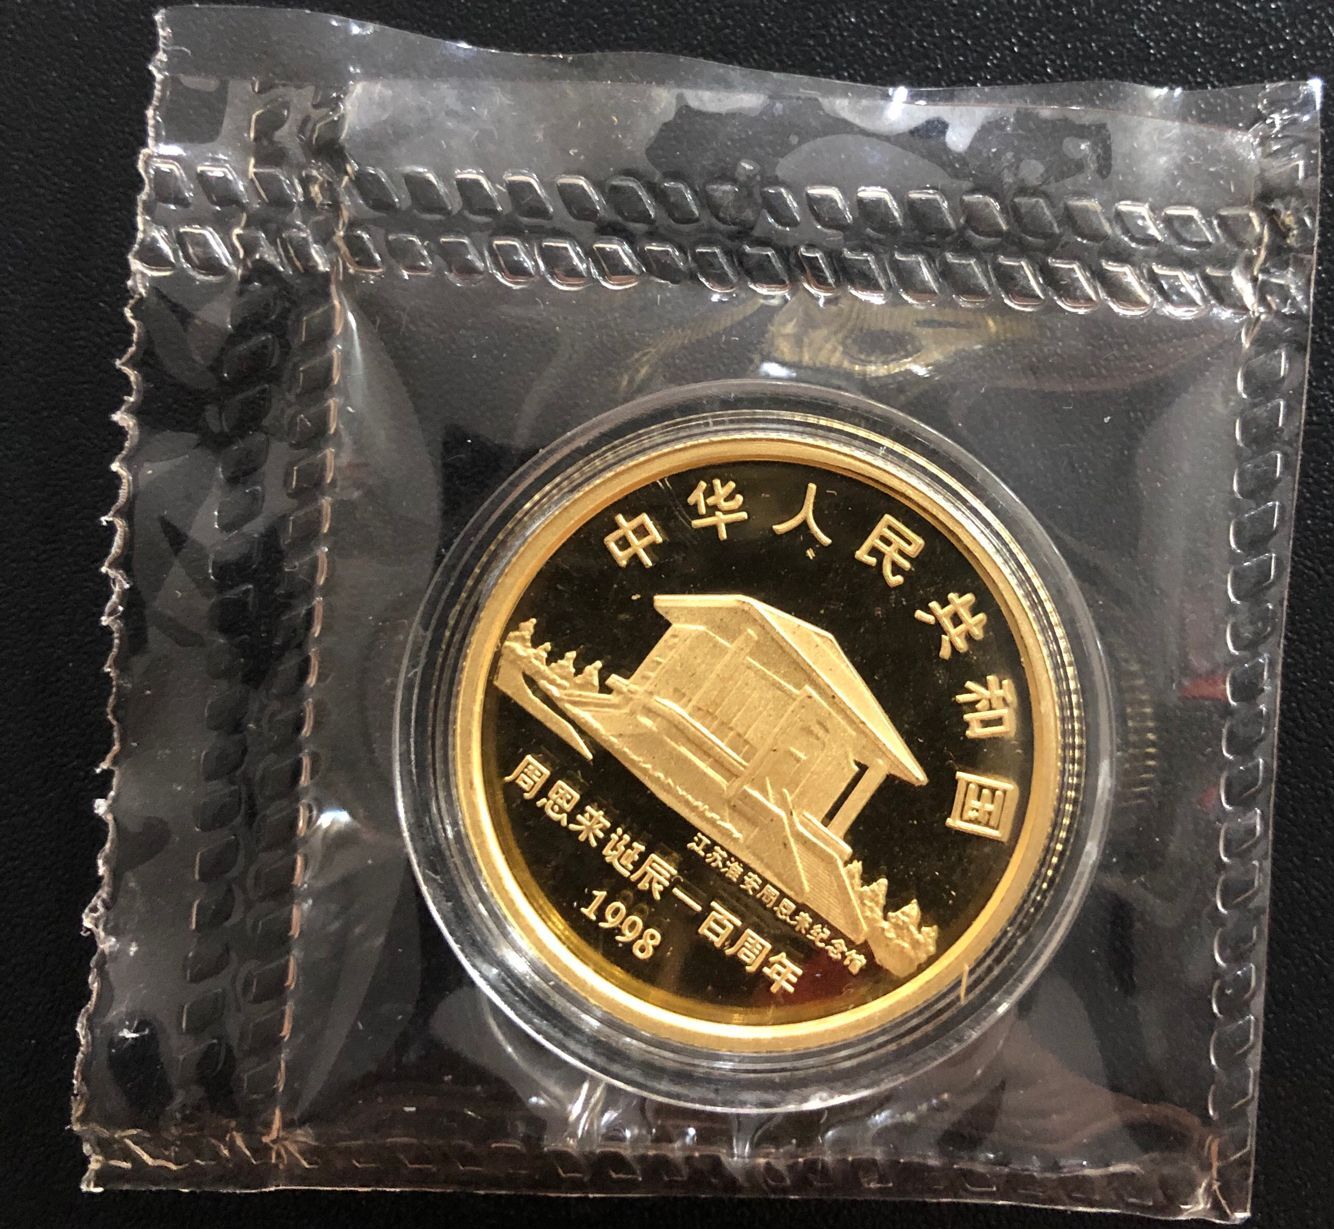 中华人民共和国
江苏淮安周恩来纪念馆
周恩来诞辰一百周年
1998